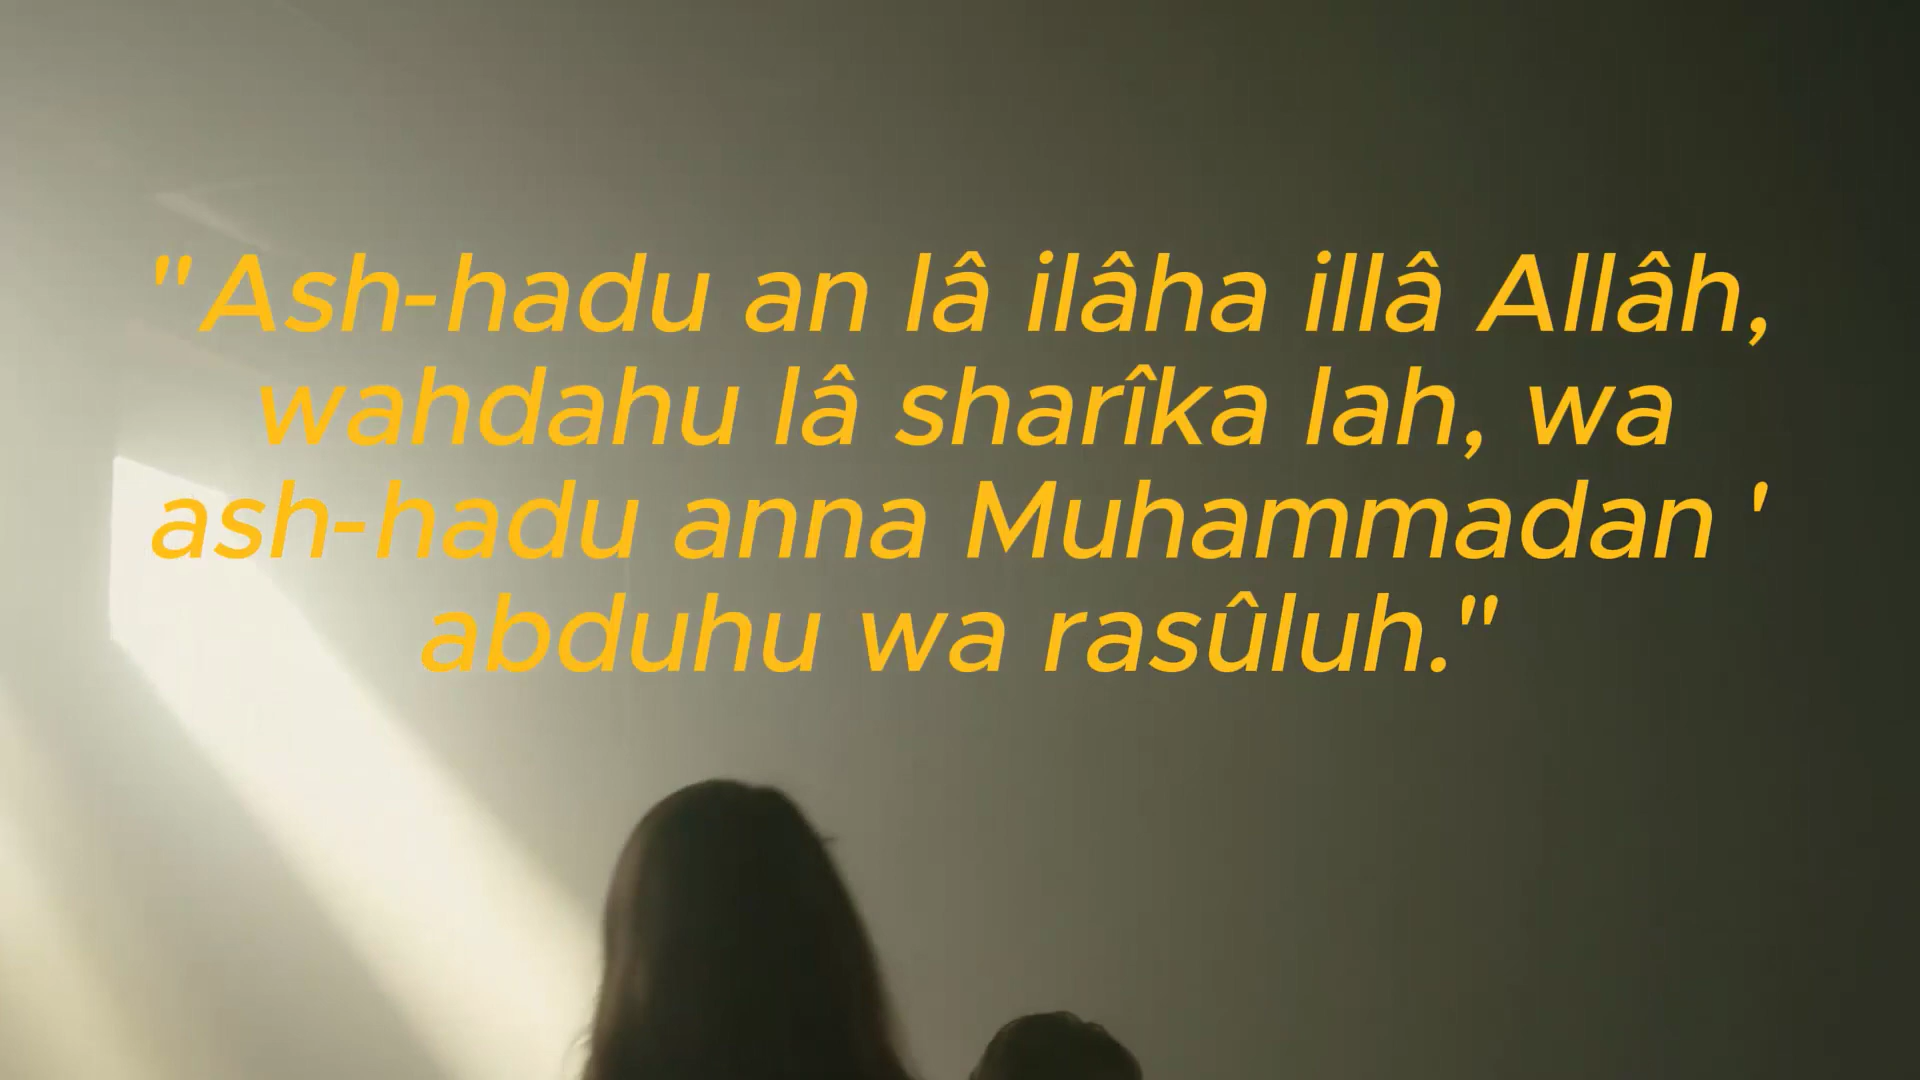 "Ash-hadu an lâ ilâha illâ Allâh,
wahdahu lâ sharîka lah, wa
ash-hadu anna Muhammadan '
abduhu wa rasûluh."